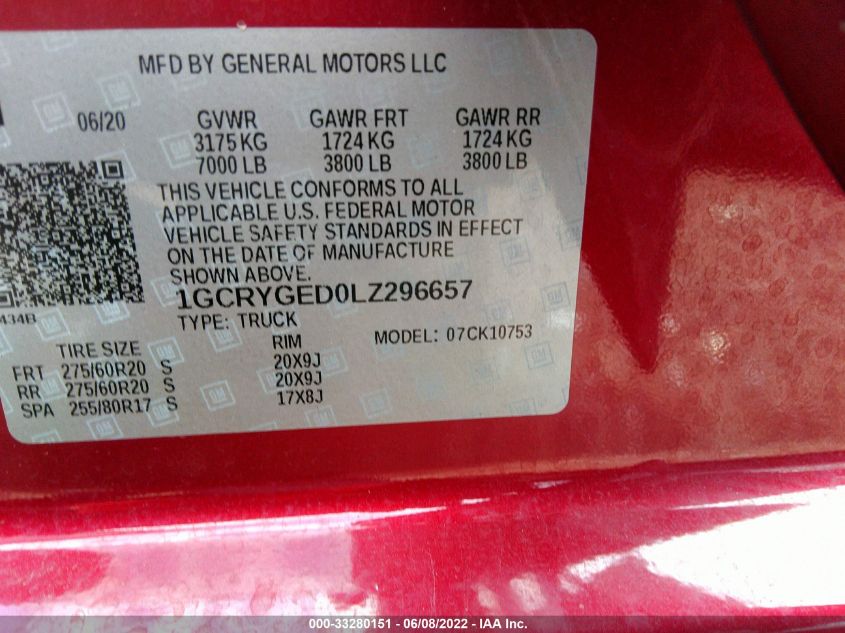 MFD BY GENERAL MOTORS LLC
06/20 GVWR GAWR FRT GAWR RR
3175 KG 1724 KG 1724 KG
7000 LB 3800 LB 3800 LB
THIS VEHICLE CONFORMS TO ALL
APPLICABLE U.S. FEDERAL MOTOR
VEHICLE SAFETY STANDARDS IN EFFECT
ON THE DATE OF MANUFACTURE
SHOWN ABOVE.
1GCRYGED0LZ296657
434B
TYPE: TRUCK
MODEL: 07CK10753
TIRE SIZE RIM
FRT 275/60R20 S 20X9J
RR 275/60R20 S 20X9J
SPA 255/80R17 S 17X8J
000-33280151 - 06/08/2022 - IAA Inc.